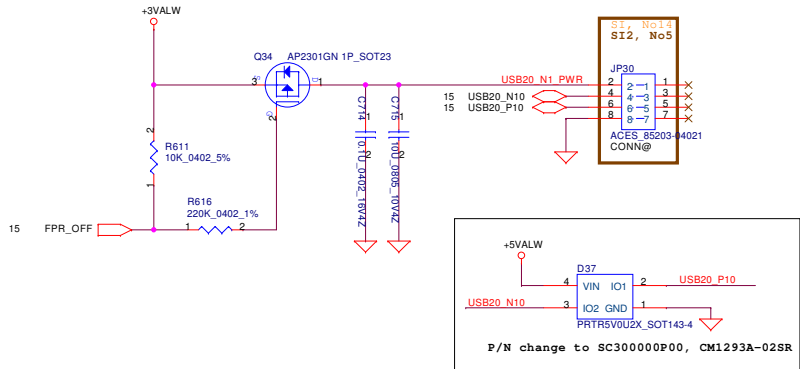 +3VALW
SI, No14
SI2, No5
Q34 AP2301GN 1P_SOT23
JP30
3 S D 1
G 2
USB20_N1_PWR
2 2 1 1
15 USB20_N10
4 4 3 3
15 USB20_P10
6 6 5 5
8 8 7 7
ACES_85203-04021
CONN@
C714
1
2
0.1U_0402_16V4Z
C715
1
2
10U_0805_10V4Z
2
R611
10K_0402_5%
1
R616
220K_0402_1%
15 FPR_OFF
1 2
+5VALW
D37
4 VIN IO1 2 USB20_P10
USB20_N10 3 IO2 GND 1
PRTR5V0U2X_SOT143-4
P/N change to SC300000P00, CM1293A-02SR